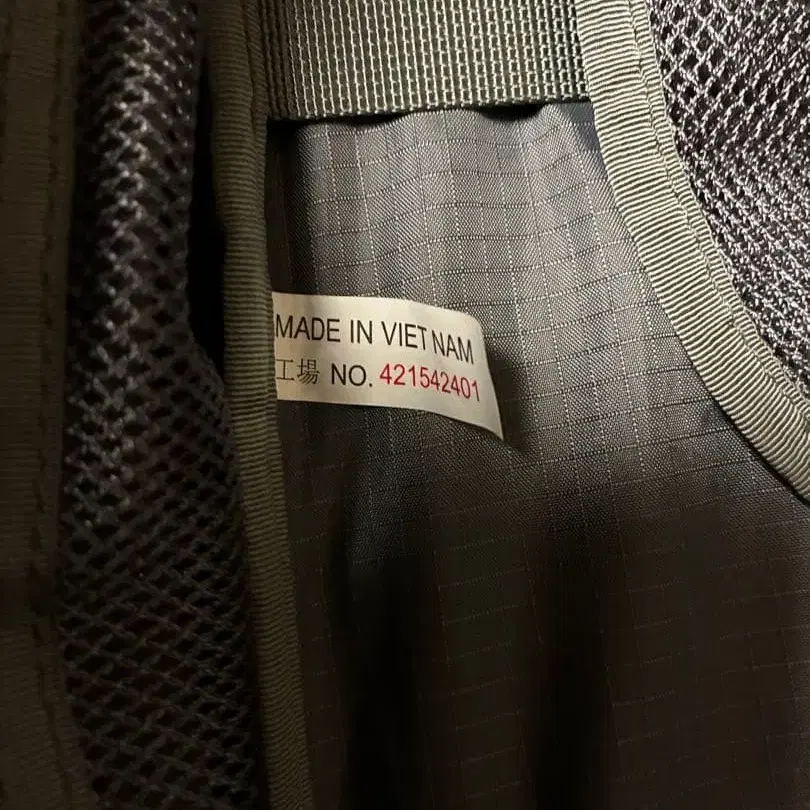 MADE IN VIET NAM
工場 NO. 421542401